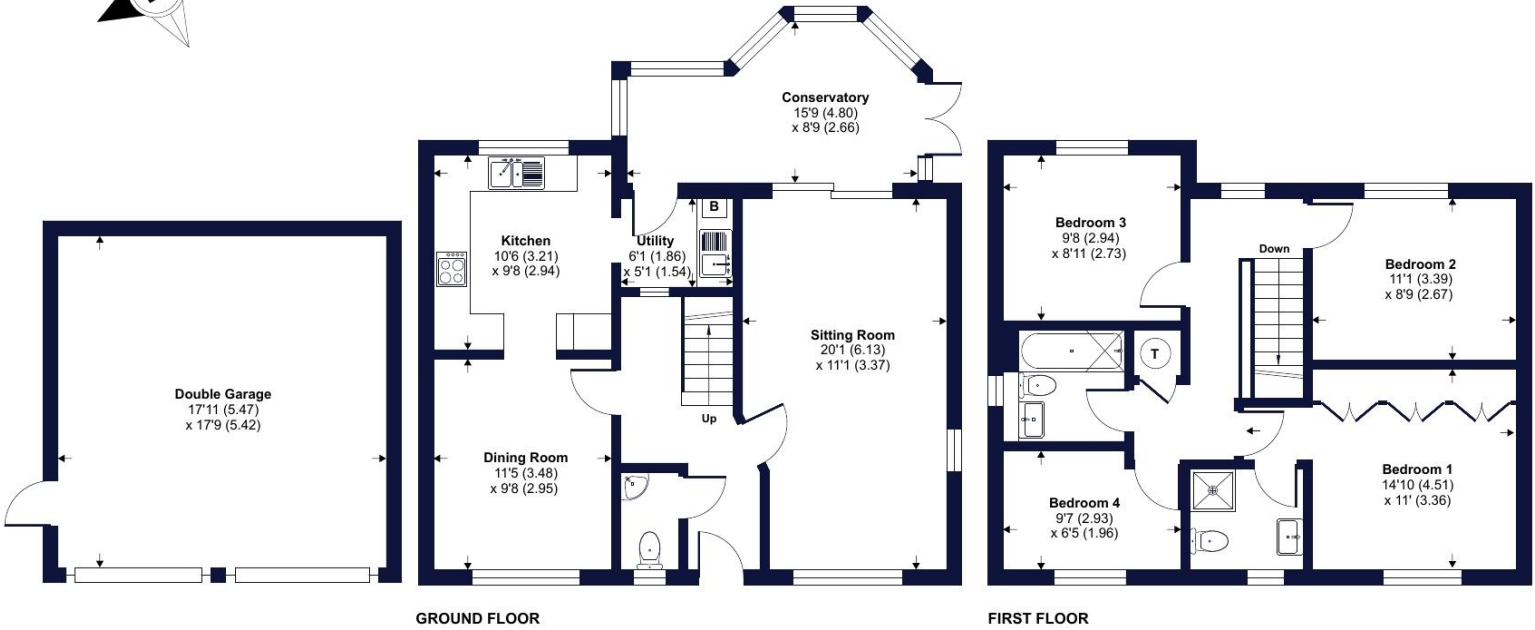 Conservatory
15'9 (4.80)
x 8'9 (2.66)
Kitchen
10'6 (3.21)
x 9'8 (2.94)
B
Utility
6'1 (1.86)
x 5'1 (1.54)
Sitting Room
20'1 (6.13)
x 11'1 (3.37)
Up
Dining Room
11'5 (3.48)
x 9'8 (2.95)
Double Garage
17'11 (5.47)
x 17'9 (5.42)
Bedroom 3
9'8 (2.94)
x 8'11 (2.73)
Down
Bedroom 2
11'1 (3.39)
x 8'9 (2.67)
T
Bedroom 1
14'10 (4.51)
x 11' (3.36)
Bedroom 4
9'7 (2.93)
x 6'5 (1.96)
GROUND FLOOR
FIRST FLOOR